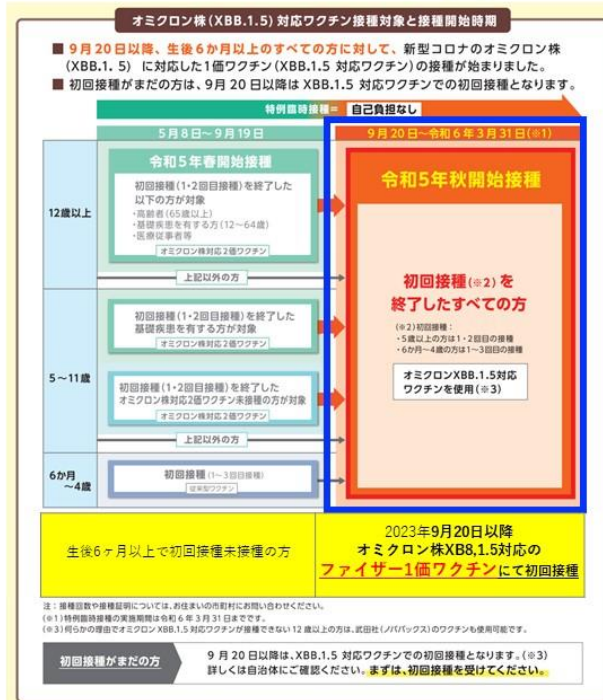 オミクロン株(XBB.1.5)対応ワクチン接種対象と接種開始時期
■ 9月20日以降、生後6か月以上のすべての方に対して、新型コロナのオミクロン株
(XBB.1.5) に対応した1価ワクチン(XBB.1.5 対応ワクチン)の接種が始まりました。
■ 初回接種がまだの方は、9月20日以降はXBB.1.5 対応ワクチンでの初回接種となります。
特例臨時接種= 自己負担なし
5月8日~9月19日
9月20日~令和6年3月31日(※1)
12歳以上
令和5年春開始接種
初回接種(1・2回目接種)を終了した
以下の方が対象
・高齢者(65歳以上)
・基礎疾患を有する方(12~64歳)
・医療従事者等
オミクロン株対応2価ワクチン
上記以外の方
令和5年秋開始接種
初回接種(※2)を
終了したすべての方
(※2)初回接種:
・5歳以上の方は1・2回目の接種
・6か月~4歳の方は1~3回目の接種
オミクロンXBB.1.5対応
ワクチンを使用(※3)
5~11歳
初回接種(1・2回目接種)を終了した
基礎疾患を有する方が対象
オミクロン株対応2価ワクチン
初回接種(1・2回目接種)を終了した
オミクロン株対応2価ワクチン未接種の方が対象
オミクロン株対応2価ワクチン
上記以外の方
6か月
~4歳
初回接種(1~3回目接種)
従来型ワクチン
生後6ヶ月以上で初回接種未接種の方
2023年9月20日以降
オミクロン株XB8,1.5対応の
ファイザー1価ワクチンにて初回接種
注:接種回数や接種証明については、お住まいの市町村にお問い合わせください。
(※1)特例臨時接種の実施期間は令和6年3月31日までです。
(※3)何らかの理由でオミクロンXBB.1.5対応ワクチンが接種できない12歳以上の方は、武田社(ノババックス)のワクチンも使用可能です。
初回接種がまだの方
9月20日以降は、XBB.1.5対応ワクチンでの初回接種となります。(※3)
詳しくは自治体にご確認ください。まずは、初回接種を受けてください。